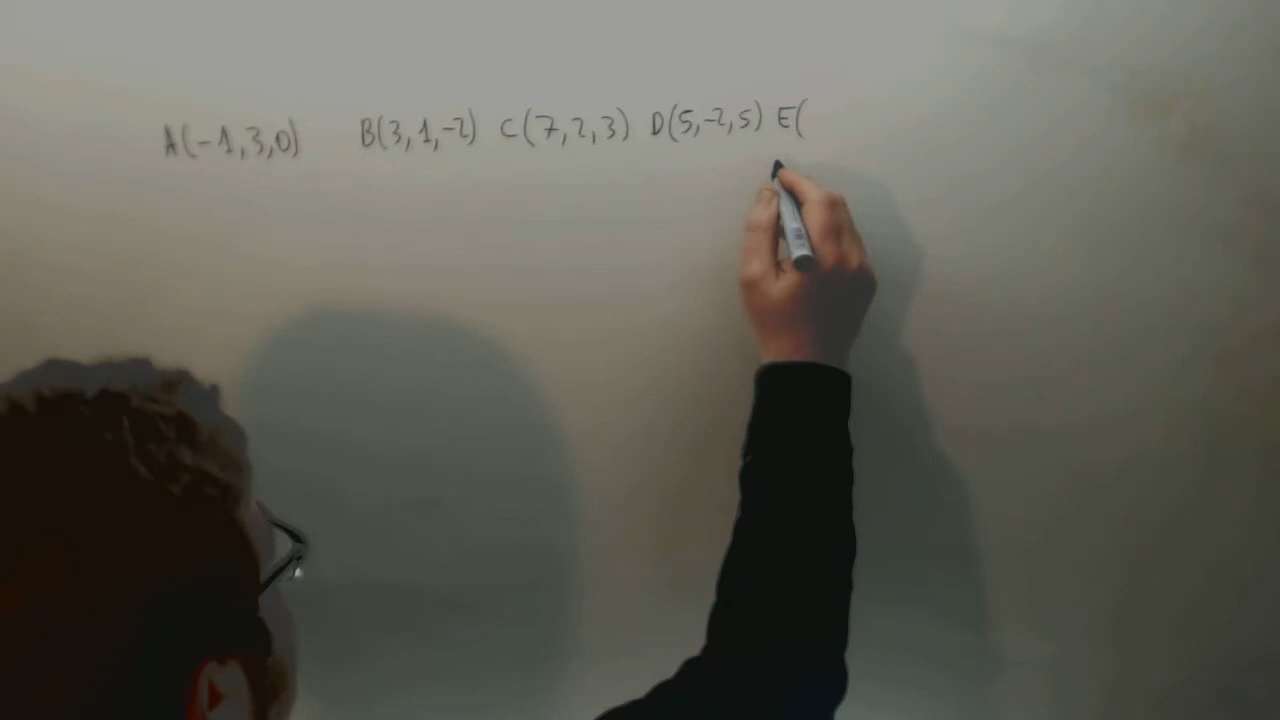 A(-1,3,0) B(3,1,-2) C(7,2,3) D(5,-2,5) E(